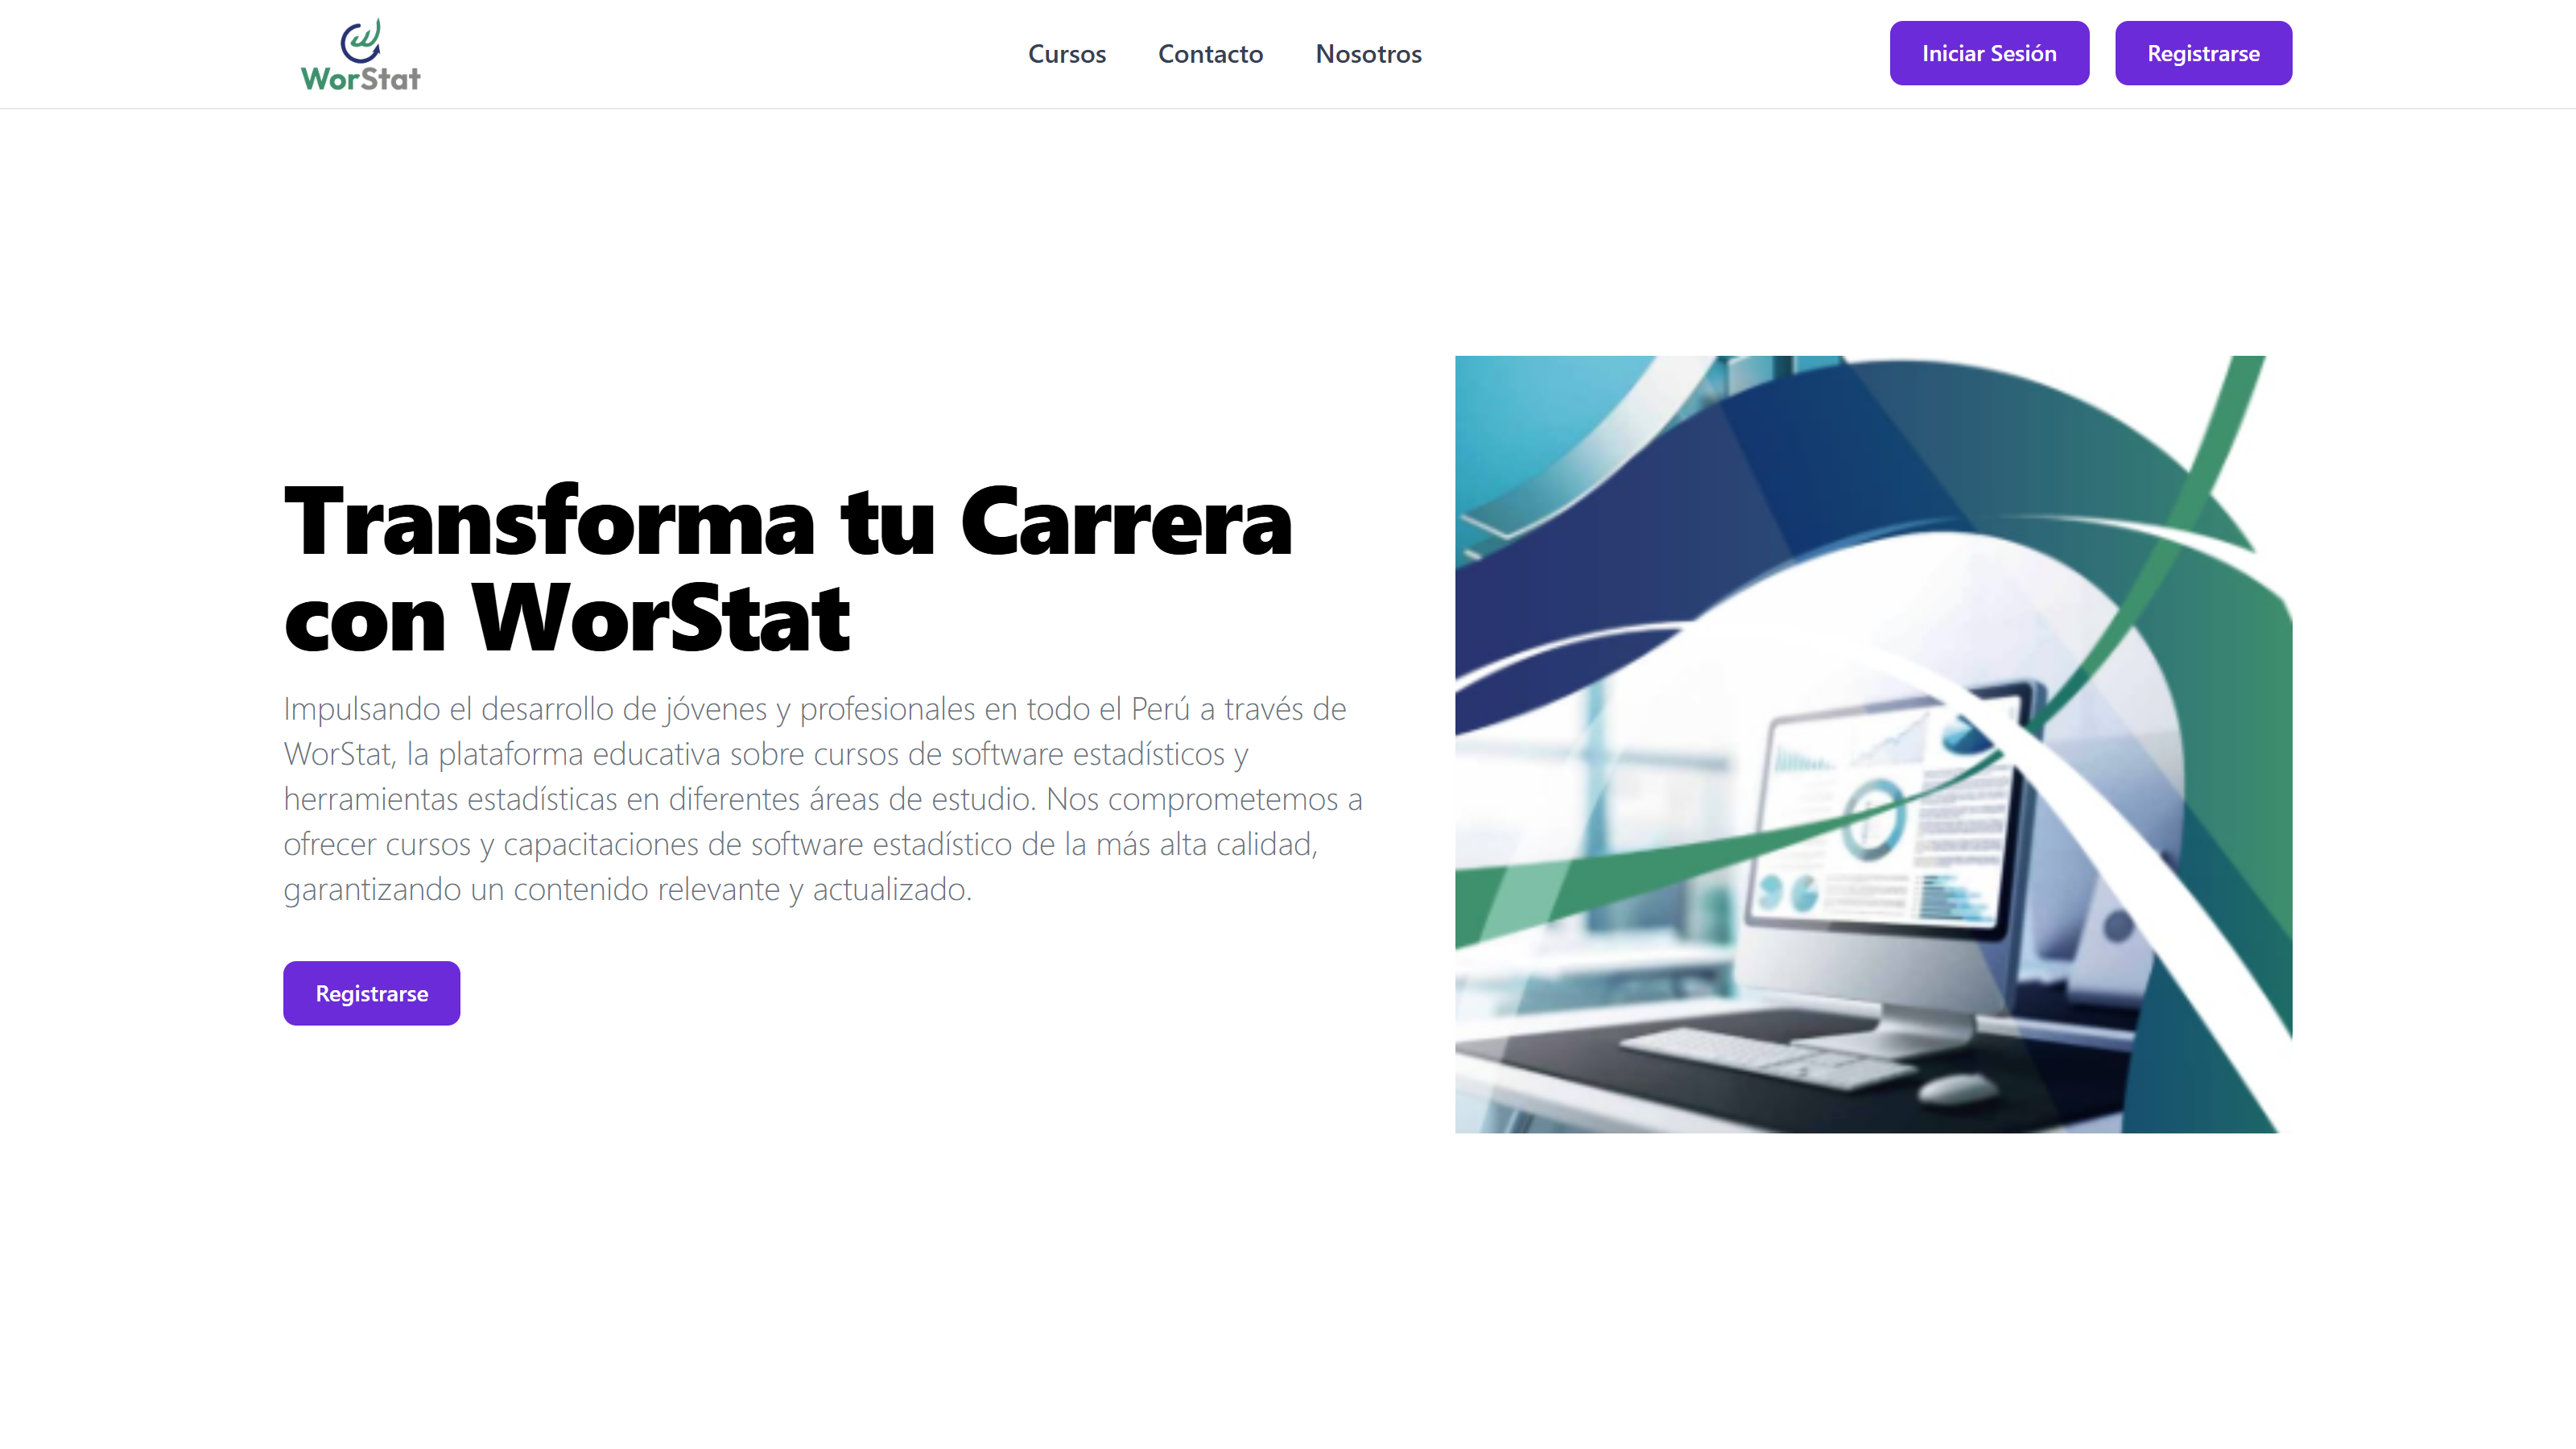 WorStat
Cursos
Contacto
Nosotros
Iniciar Sesión
Registrarse
Transforma tu Carrera
con WorStat
Impulsando el desarrollo de jóvenes y profesionales en todo el Perú a través de
WorStat, la plataforma educativa sobre cursos de software estadísticos y
herramientas estadísticas en diferentes áreas de estudio. Nos comprometemos a
ofrecer cursos y capacitaciones de software estadístico de la más alta calidad,
garantizando un contenido relevante y actualizado.
Registrarse